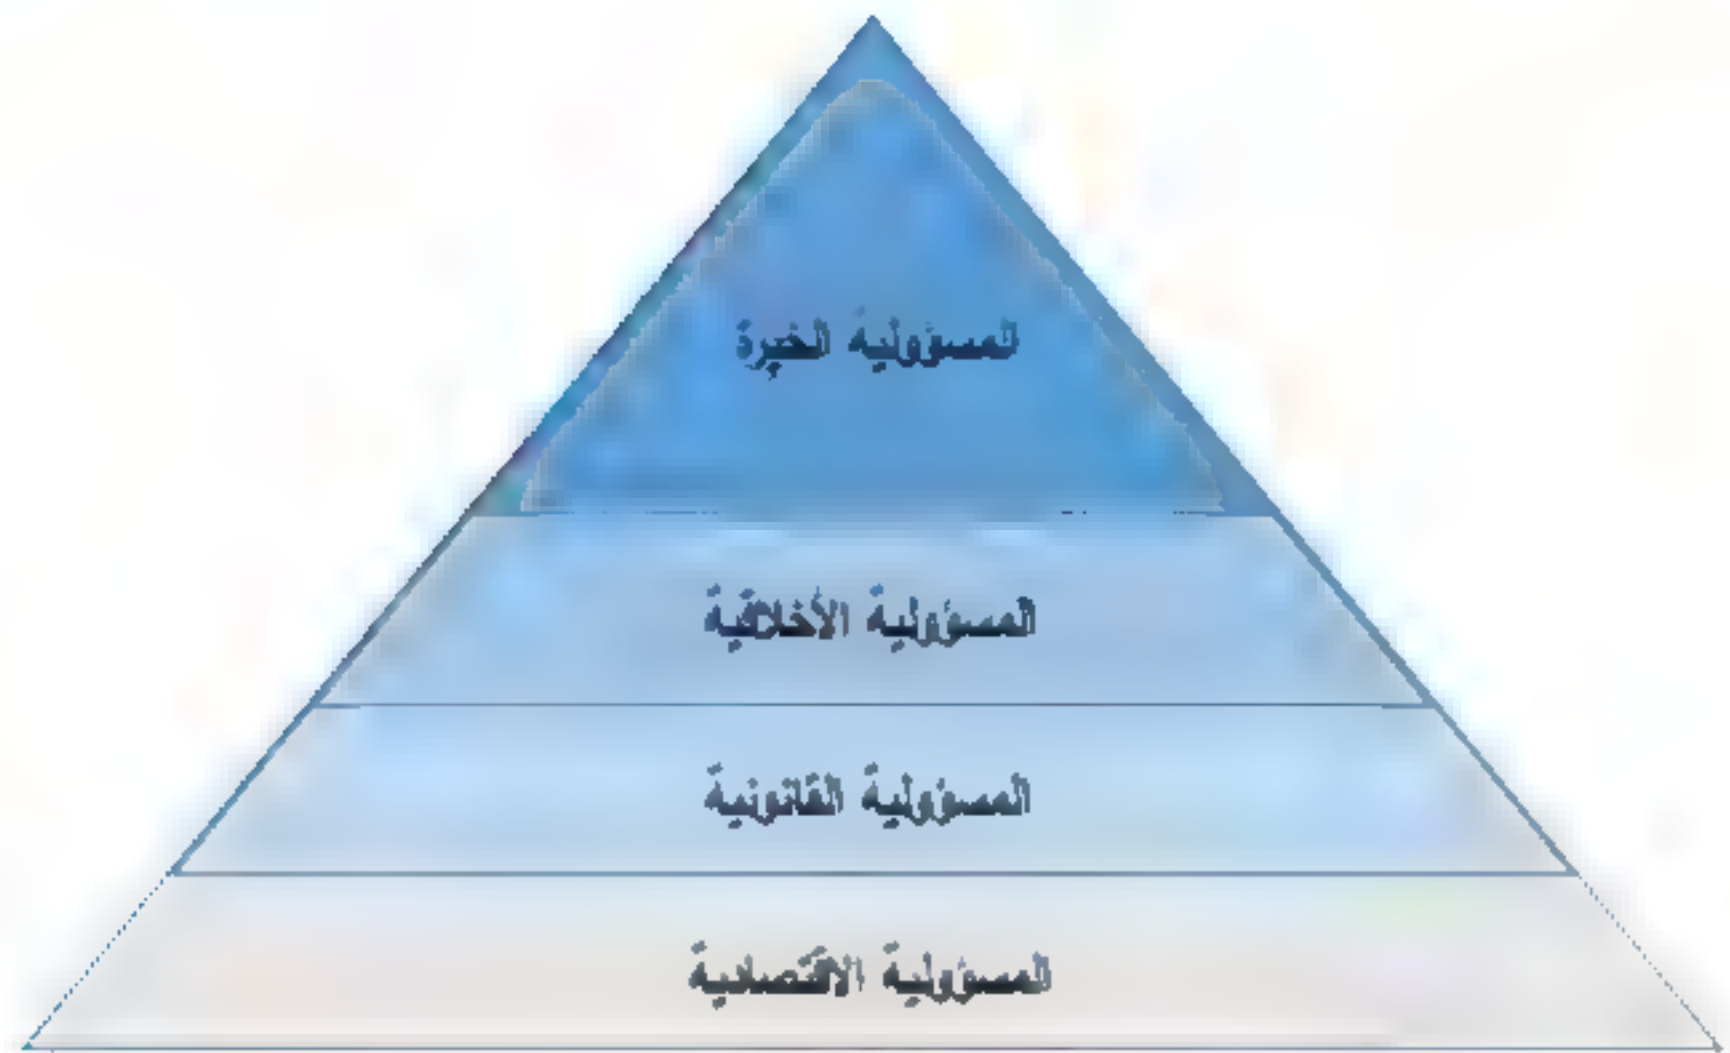 المسؤولية الخيرة
المسؤولية الأخلاقية
المسؤولية القانونية
المسؤولية الاقتصادية